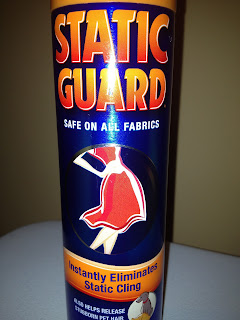 STATIC
GUARD
SAFE ON ALL FABRICS
Instantly Eliminates
Static Cling
ALSO HELPS RELEASE
STUBBORN PET HAIR